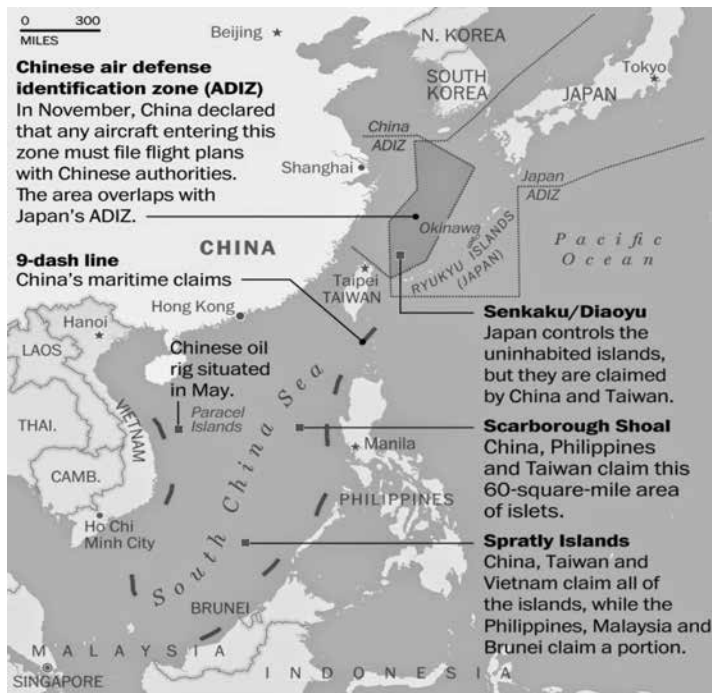 0 300
MILES
Beijing
N. KOREA
SOUTH
KOREA
Tokyo
JAPAN
Chinese air defense
identification zone (ADIZ)
In November, China declared
that any aircraft entering this
zone must file flight plans
with Chinese authorities.
The area overlaps with
Japan's ADIZ.
China
ADIZ
Shanghai
Japan
ADIZ
Okinawa
RYUKYU ISLANDS
(JAPAN)
Pacific
Ocean
CHINA
9-dash line
China's maritime claims
Taipei
TAIWAN
Hong Kong
Hanoi
LAOS
Chinese oil
rig situated
in May.
Paracel
Islands
VIETNAM
THAI.
CAMB.
Ho Chi
Minh City
South China Sea
Manila
PHILIPPINES
Senkaku/Diaoyu
Japan controls the
uninhabited islands,
but they are claimed
by China and Taiwan.
Scarborough Shoal
China, Philippines
and Taiwan claim this
60-square-mile area
of islets.
Spratly Islands
China, Taiwan and
Vietnam claim all of
the islands, while the
Philippines, Malaysia and
Brunei claim a portion.
BRUNEI
MALAYSIA
SINGAPORE
INDONESIA